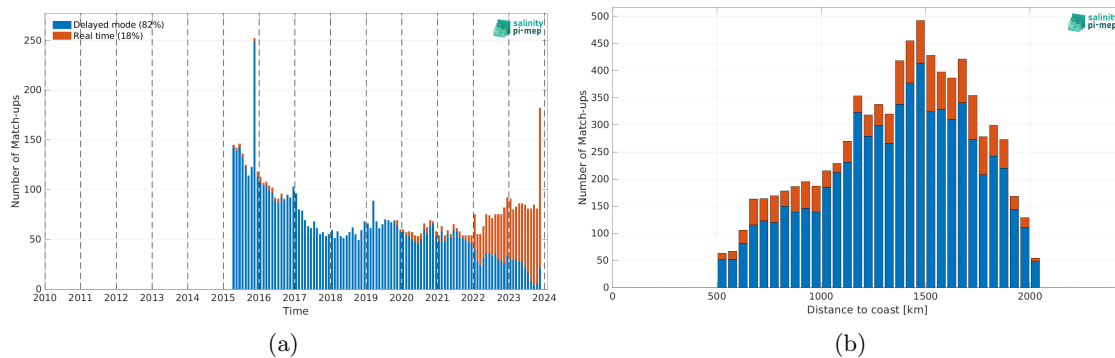 Delayed mode (82%)
Real time (18%)
salinity
pi-mep
Number of Match-ups
250
200
150
100
50
0
2010 2011 2012 2013 2014 2015 2016 2017 2018 2019 2020 2021 2022 2023 2024
Time
(a)
salinity
pi-mep
Number of Match-ups
500
450
400
350
300
250
200
150
100
50
0
0 500 1000 1500 2000
Distance to coast [km]
(b)